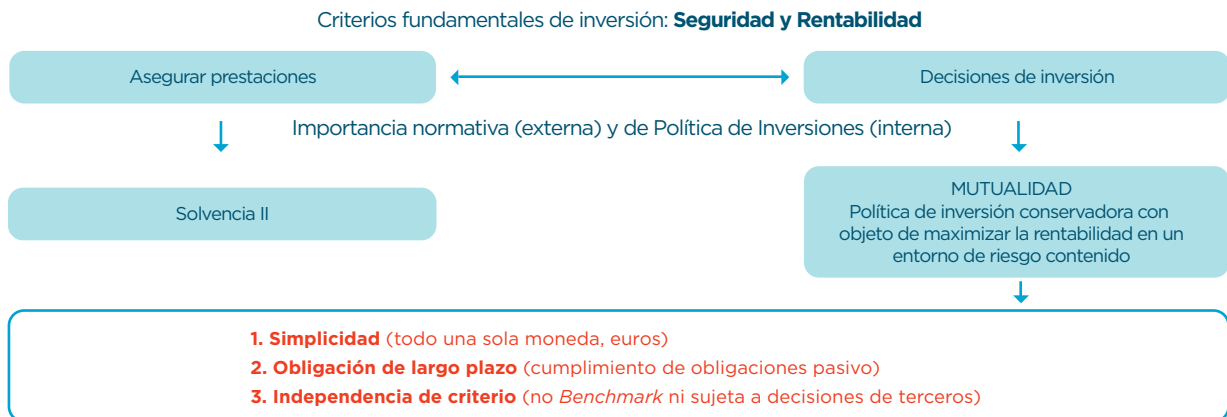 Criterios fundamentales de inversión: Seguridad y Rentabilidad
Asegurar prestaciones
Decisiones de inversión
Importancia normativa (externa) y de Política de Inversiones (interna)
Solvencia II
MUTUALIDAD
Política de inversión conservadora con
objeto de maximizar la rentabilidad en un
entorno de riesgo contenido
1. Simplicidad (todo una sola moneda, euros)
2. Obligación de largo plazo (cumplimiento de obligaciones pasivo)
3. Independencia de criterio (no Benchmark ni sujeta a decisiones de terceros)